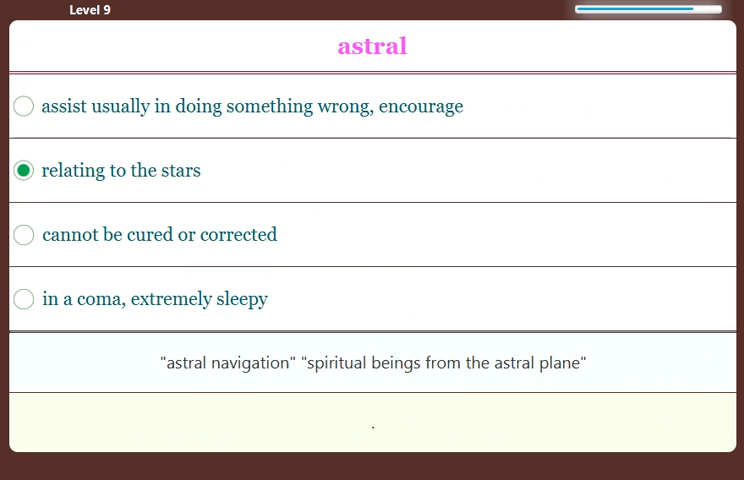 Level 9
astral
assist usually in doing something wrong, encourage
relating to the stars
cannot be cured or corrected
in a coma, extremely sleepy
"astral navigation" "spiritual beings from the astral plane"
.